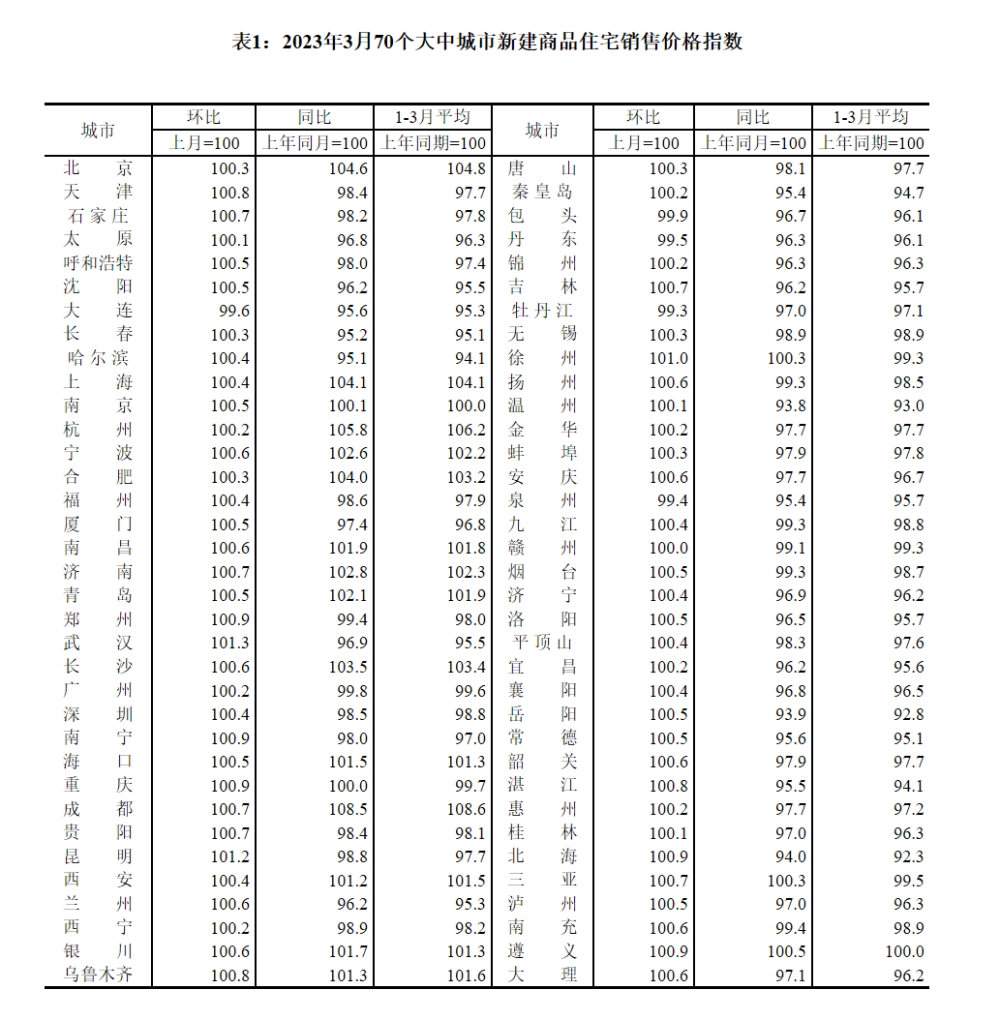 表1：2023年3月70个大中城市新建商品住宅销售价格指数
城市 环比 同比 1-3月平均 城市 环比 同比 1-3月平均
上月=100 上年同月=100 上年同期=100 上月=100 上年同月=100 上年同期=100
北 京 100.3 104.6 104.8 唐 山 100.3 98.1 97.7
天 津 100.8 98.4 97.7 秦皇岛 100.2 95.4 94.7
石家庄 100.7 98.2 97.8 包 头 99.9 96.7 96.1
太 原 100.1 96.8 96.3 丹 东 99.5 96.3 96.1
呼和浩特 100.5 98.0 97.4 锦 州 100.2 96.3 96.3
沈 阳 100.5 96.2 95.5 吉 林 100.7 96.2 95.7
大 连 99.6 95.6 95.3 牡丹江 99.3 97.0 97.1
长 春 100.3 95.2 95.1 无 锡 100.3 98.9 98.9
哈尔滨 100.4 95.1 94.1 徐 州 101.0 100.3 99.3
上 海 100.4 104.1 104.1 扬 州 100.6 99.3 98.5
南 京 100.5 100.1 100.0 温 州 100.1 93.8 93.0
杭 州 100.2 105.8 106.2 金 华 100.2 97.7 97.7
宁 波 100.6 102.6 102.2 蚌 埠 100.3 97.9 97.8
合 肥 100.3 104.0 103.2 安 庆 100.6 97.7 96.7
福 州 100.4 98.6 97.9 泉 州 99.4 95.4 95.7
厦 门 100.5 97.4 96.8 九 江 100.4 99.3 98.8
南 昌 100.6 101.9 101.8 赣 州 100.0 99.1 99.3
济 南 100.7 102.8 102.3 烟 台 100.5 99.3 98.7
青 岛 100.5 102.1 101.9 济 宁 100.4 96.9 96.2
郑 州 100.9 99.4 98.0 洛 阳 100.5 96.5 95.7
武 汉 101.3 96.9 95.5 平顶山 100.4 98.3 97.6
长 沙 100.6 103.5 103.4 宜 昌 100.2 96.2 95.6
广 州 100.2 99.8 99.6 襄 阳 100.4 96.8 96.5
深 圳 100.4 98.5 98.8 岳 阳 100.5 93.9 92.8
南 宁 100.9 98.0 97.0 常 德 100.5 95.6 95.1
海 口 100.5 101.5 101.3 韶 关 100.6 97.9 97.7
重 庆 100.9 100.0 99.7 湛 江 100.8 95.5 94.1
成 都 100.7 108.5 108.6 惠 州 100.2 97.7 97.2
贵 阳 100.7 98.4 98.1 桂 林 100.1 97.0 96.3
昆 明 101.2 98.8 97.7 北 海 100.9 94.0 92.3
西 安 100.4 101.2 101.5 三 亚 100.7 100.3 99.5
兰 州 100.6 96.2 95.3 泸 州 100.5 97.0 96.3
西 宁 100.2 98.9 98.2 南 充 100.6 99.4 98.9
银 川 100.6 101.7 101.3 遵 义 100.9 100.5 100.0
乌鲁木齐 100.8 101.3 101.6 大 理 100.6 97.1 96.2